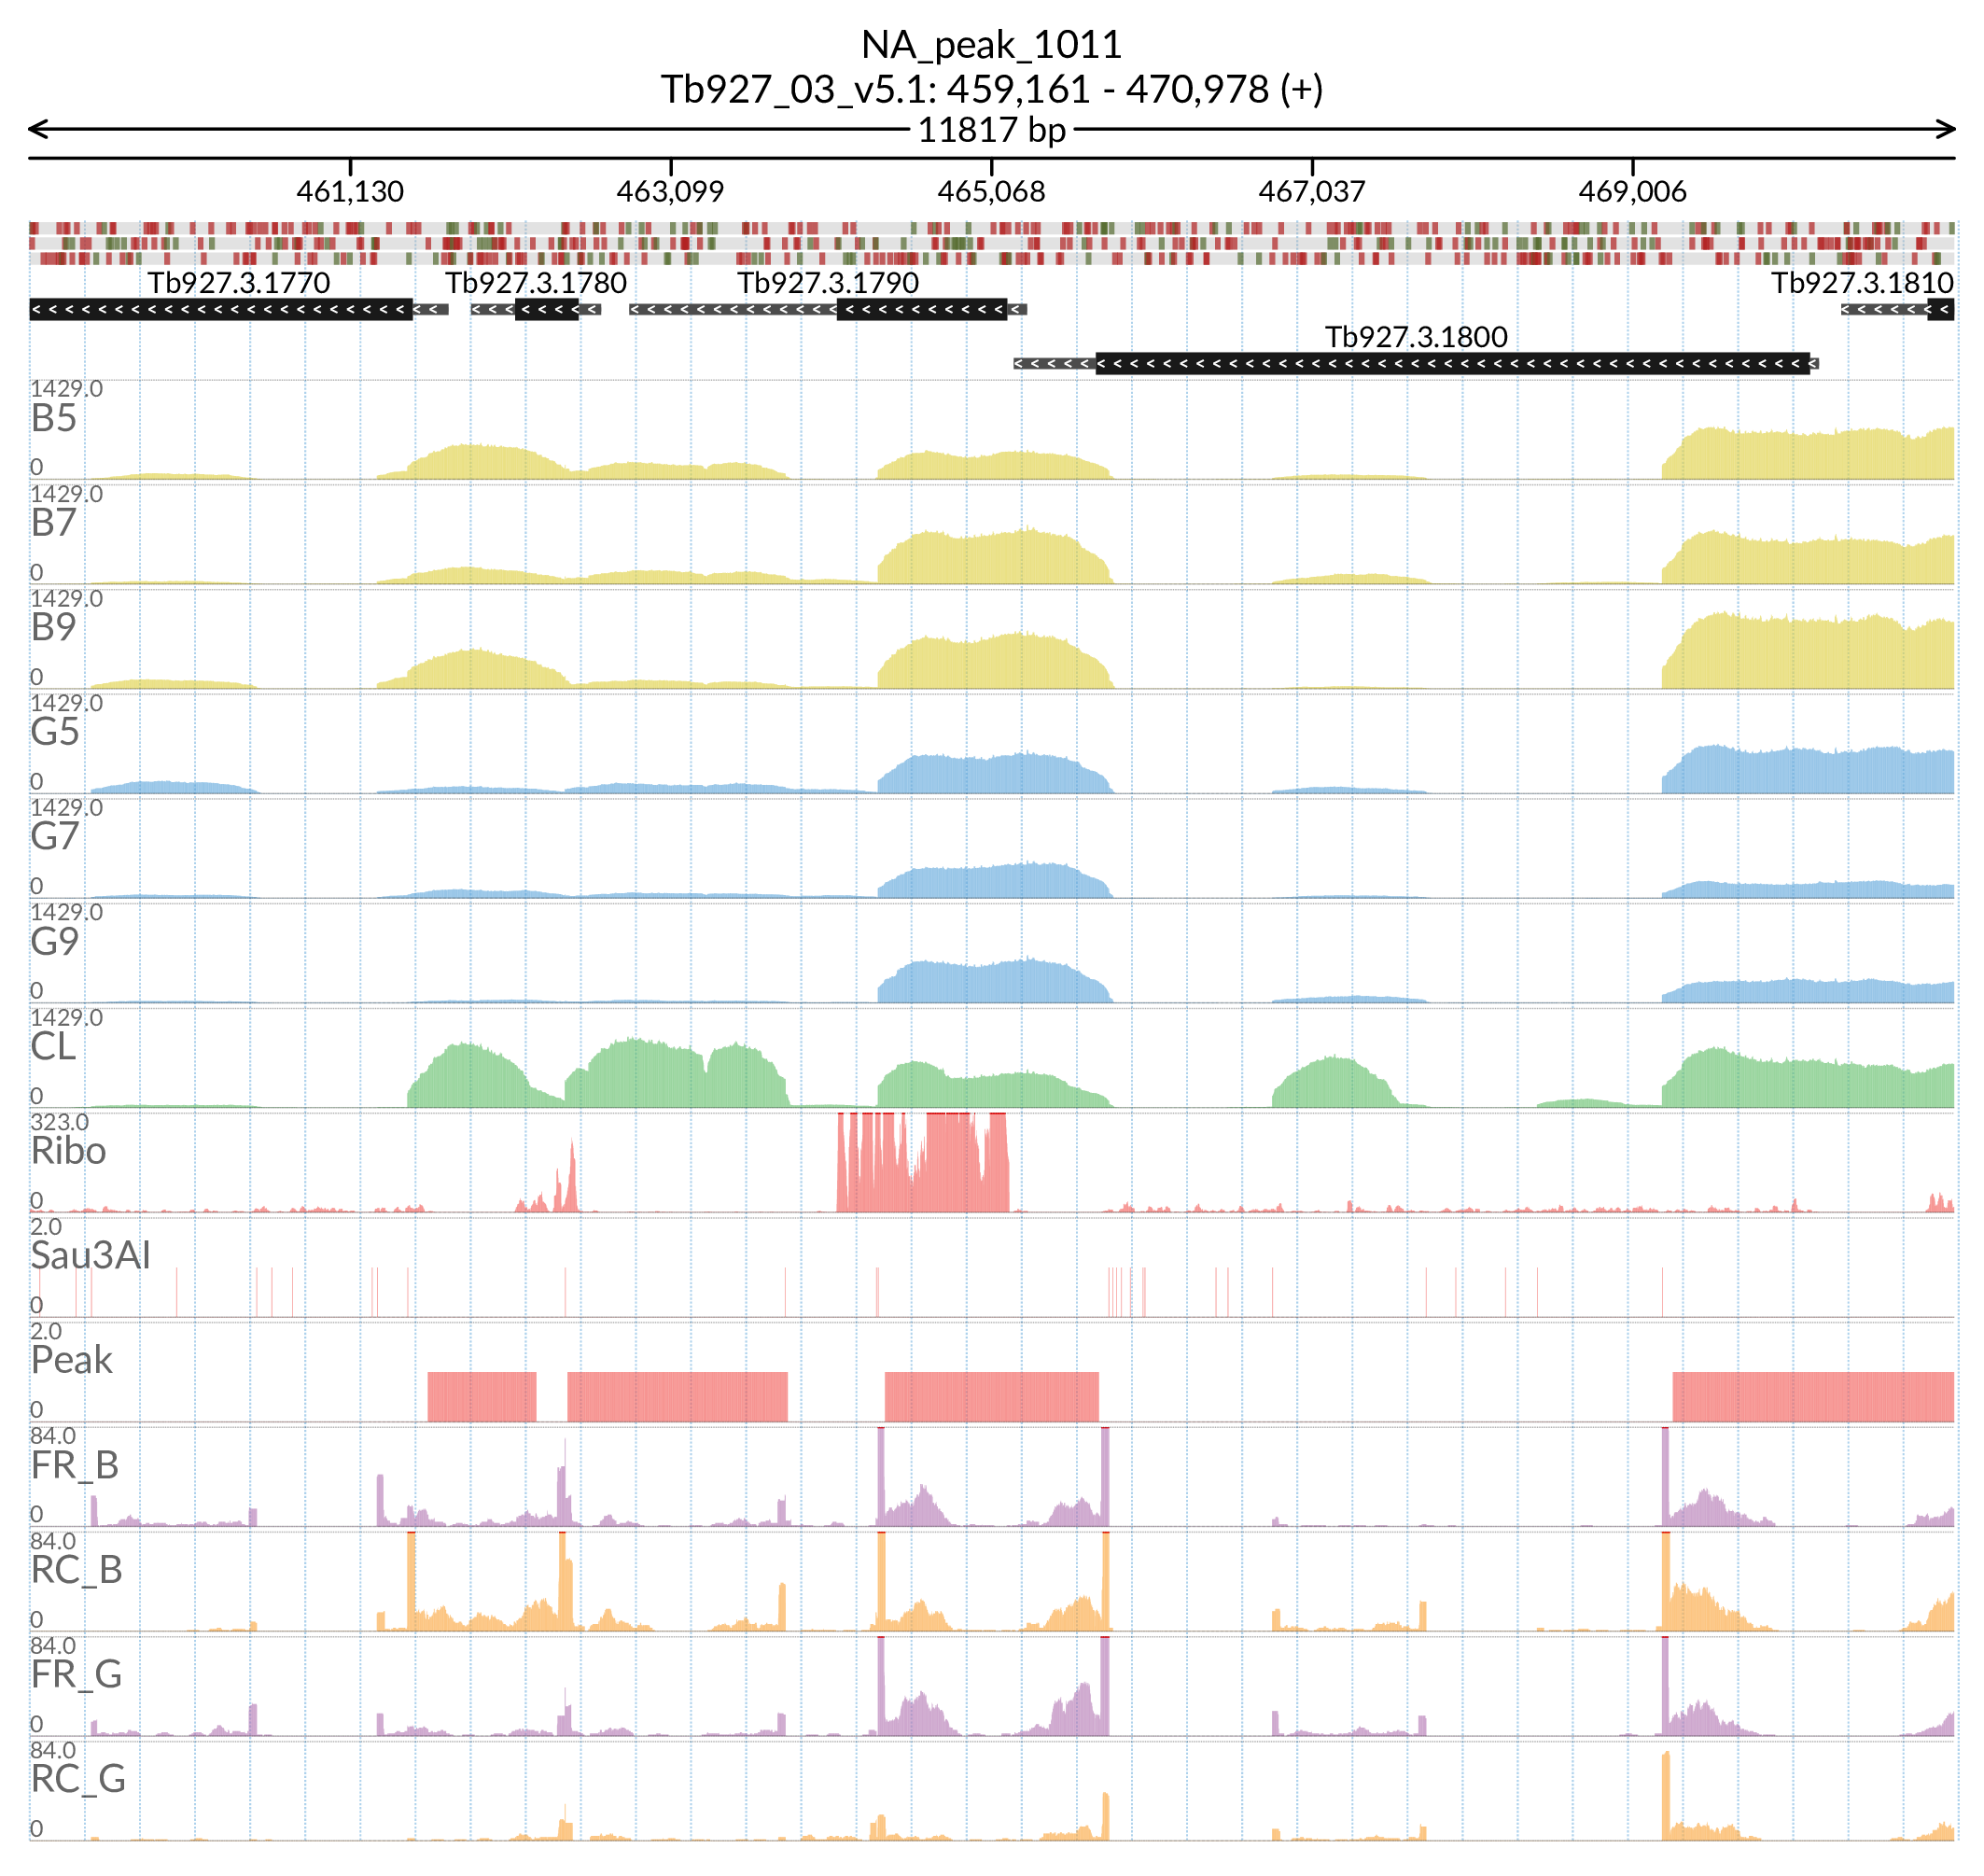 NA_peak_1011
Tb927_03_v5.1: 459,161 - 470,978 (+)
11817 bp
461,130 463,099 465,068 467,037 469,006
Tb927.3.1770 Tb927.3.1780 Tb927.3.1790 Tb927.3.1810
Tb927.3.1800
1429.0
B5
0
1429.0
B7
0
1429.0
B9
0
1429.0
G5
0
1429.0
G7
0
1429.0
G9
0
1429.0
CL
0
323.0
Ribo
0
2.0
Sau3AI
0
2.0
Peak
0
84.0
FR_B
0
84.0
RC_B
0
84.0
FR_G
0
84.0
RC_G
0